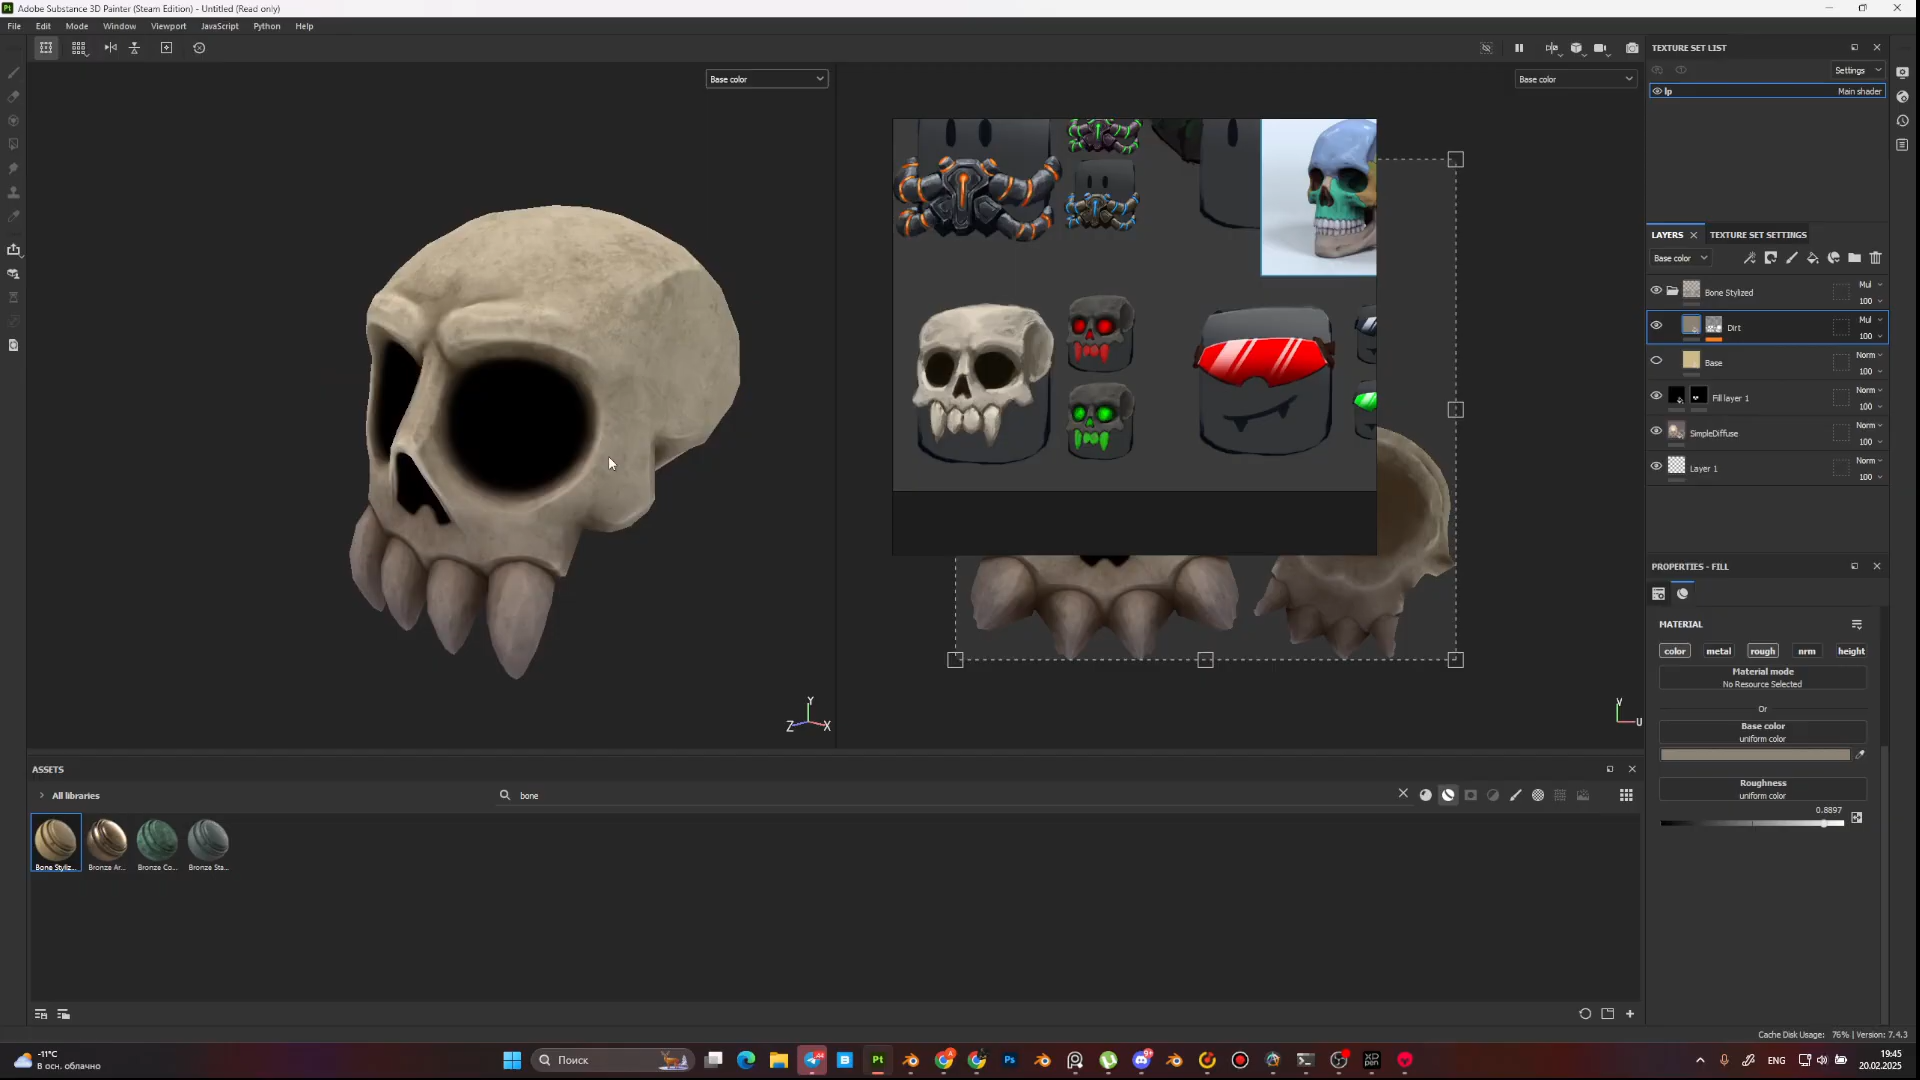 Adobe Substance 3D Painter (Steam Edition) - Untitled (Read only)
File Edit Mode Window Viewport JavaScript Python Help
Base color
Base color
TEXTURE SET LIST
Settings
lp Main shader
LAYERS TEXTURE SET SETTINGS
Base color
Bone Stylized Mul 100
Dirt Mul 100
Base Norm 100
Fill layer 1 Norm 100
SimpleDiffuse Norm 100
Layer 1 Norm 100
Y
Z X
V
U
PROPERTIES - FILL
MATERIAL
color metal rough nrm height
Material mode
No Resource Selected
Or
Base color
uniform color
Roughness
uniform color
0.8897
ASSETS
All libraries
bone
Bone Styliz... Bronze Ar... Bronze Co... Bronze Sta...
Cache Disk Usage: 76% | Version: 7.4.3
-11°C
В осн. облачно
Поиск
ENG
19:45
20.02.2025